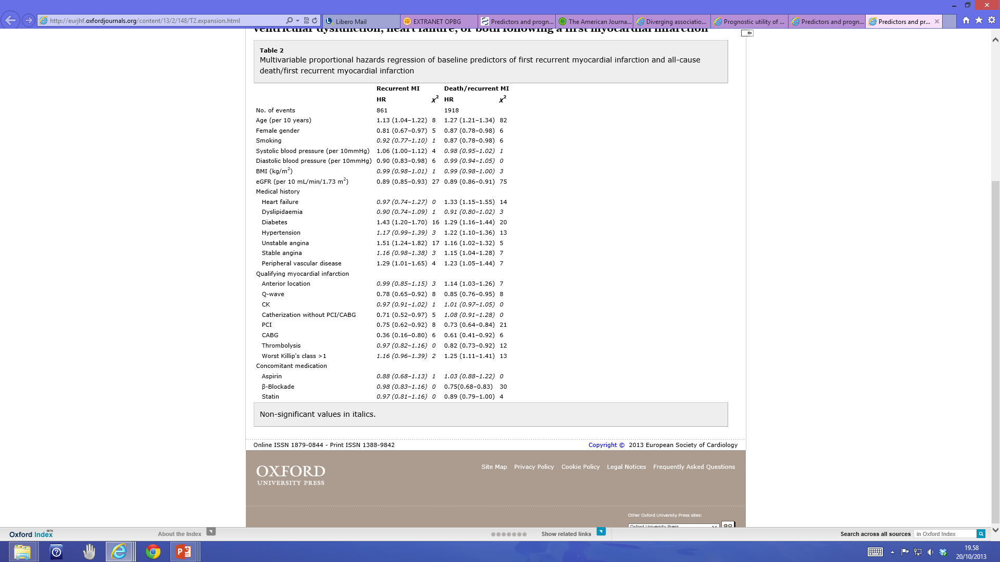 http://eurjhf.oxfordjournals.org/content/13/2/148/T2.expansion.html
Libero Mail
EXTRANET OPBG
Predictors and progn...
The American Journa...
Diverging associatio...
Prognostic utility of ...
Predictors and progn...
Predictors and pr...
ventricular dysfunction, heart failure, or both following a first myocardial infarction
Table 2
Multivariable proportional hazards regression of baseline predictors of first recurrent myocardial infarction and all-cause
death/first recurrent myocardial infarction
Recurrent MI Death/recurrent MI
HR χ² HR χ²
No. of events 861 1918
Age (per 10 years) 1.13 (1.04–1.22) 8 1.27 (1.21–1.34) 82
Female gender 0.81 (0.67–0.97) 5 0.87 (0.78–0.98) 6
Smoking 0.92 (0.77–1.10) 1 0.87 (0.78–0.98) 6
Systolic blood pressure (per 10mmHg) 1.06 (1.00–1.12) 4 0.98 (0.95–1.02) 1
Diastolic blood pressure (per 10mmHg) 0.90 (0.83–0.98) 6 0.99 (0.94–1.05) 0
BMI (kg/m²) 0.99 (0.98–1.01) 1 0.99 (0.98–1.00) 3
eGFR (per 10 mL/min/1.73 m²) 0.89 (0.85–0.93) 27 0.89 (0.86–0.91) 75
Medical history
Heart failure 0.97 (0.74–1.27) 0 1.33 (1.15–1.55) 14
Dyslipidaemia 0.90 (0.74–1.09) 1 0.91 (0.80–1.02) 3
Diabetes 1.43 (1.20–1.70) 16 1.29 (1.16–1.44) 20
Hypertension 1.17 (0.99–1.39) 3 1.22 (1.10–1.36) 13
Unstable angina 1.51 (1.24–1.82) 17 1.16 (1.02–1.32) 5
Stable angina 1.16 (0.98–1.38) 3 1.15 (1.04–1.28) 7
Peripheral vascular disease 1.29 (1.01–1.65) 4 1.23 (1.05–1.44) 7
Qualifying myocardial infarction
Anterior location 0.99 (0.85–1.15) 3 1.14 (1.03–1.26) 7
Q-wave 0.78 (0.65–0.92) 8 0.85 (0.76–0.95) 8
CK 0.97 (0.91–1.02) 1 1.01 (0.97–1.05) 0
Catherization without PCI/CABG 0.71 (0.52–0.97) 5 1.08 (0.91–1.28) 0
PCI 0.75 (0.62–0.92) 8 0.73 (0.64–0.84) 21
CABG 0.36 (0.16–0.80) 6 0.61 (0.41–0.92) 6
Thrombolysis 0.97 (0.82–1.16) 0 0.82 (0.73–0.92) 12
Worst Killip's class >1 1.16 (0.96–1.39) 2 1.25 (1.11–1.41) 13
Concomitant medication
Aspirin 0.88 (0.68–1.13) 1 1.03 (0.88–1.22) 0
β-Blockade 0.98 (0.83–1.16) 0 0.75(0.68–0.83) 30
Statin 0.97 (0.81–1.16) 0 0.89 (0.79–1.00) 4
Non-significant values in italics.
Online ISSN 1879-0844 - Print ISSN 1388-9842
Copyright © 2013 European Society of Cardiology
OXFORD
UNIVERSITY PRESS
Site Map Privacy Policy Cookie Policy Legal Notices Frequently Asked Questions
Other Oxford University Press sites:
Oxford University Press
GO
Oxford Index BETA
About the Index
Show related links
Search across all sources
in Oxford Index
19.58
20/10/2013